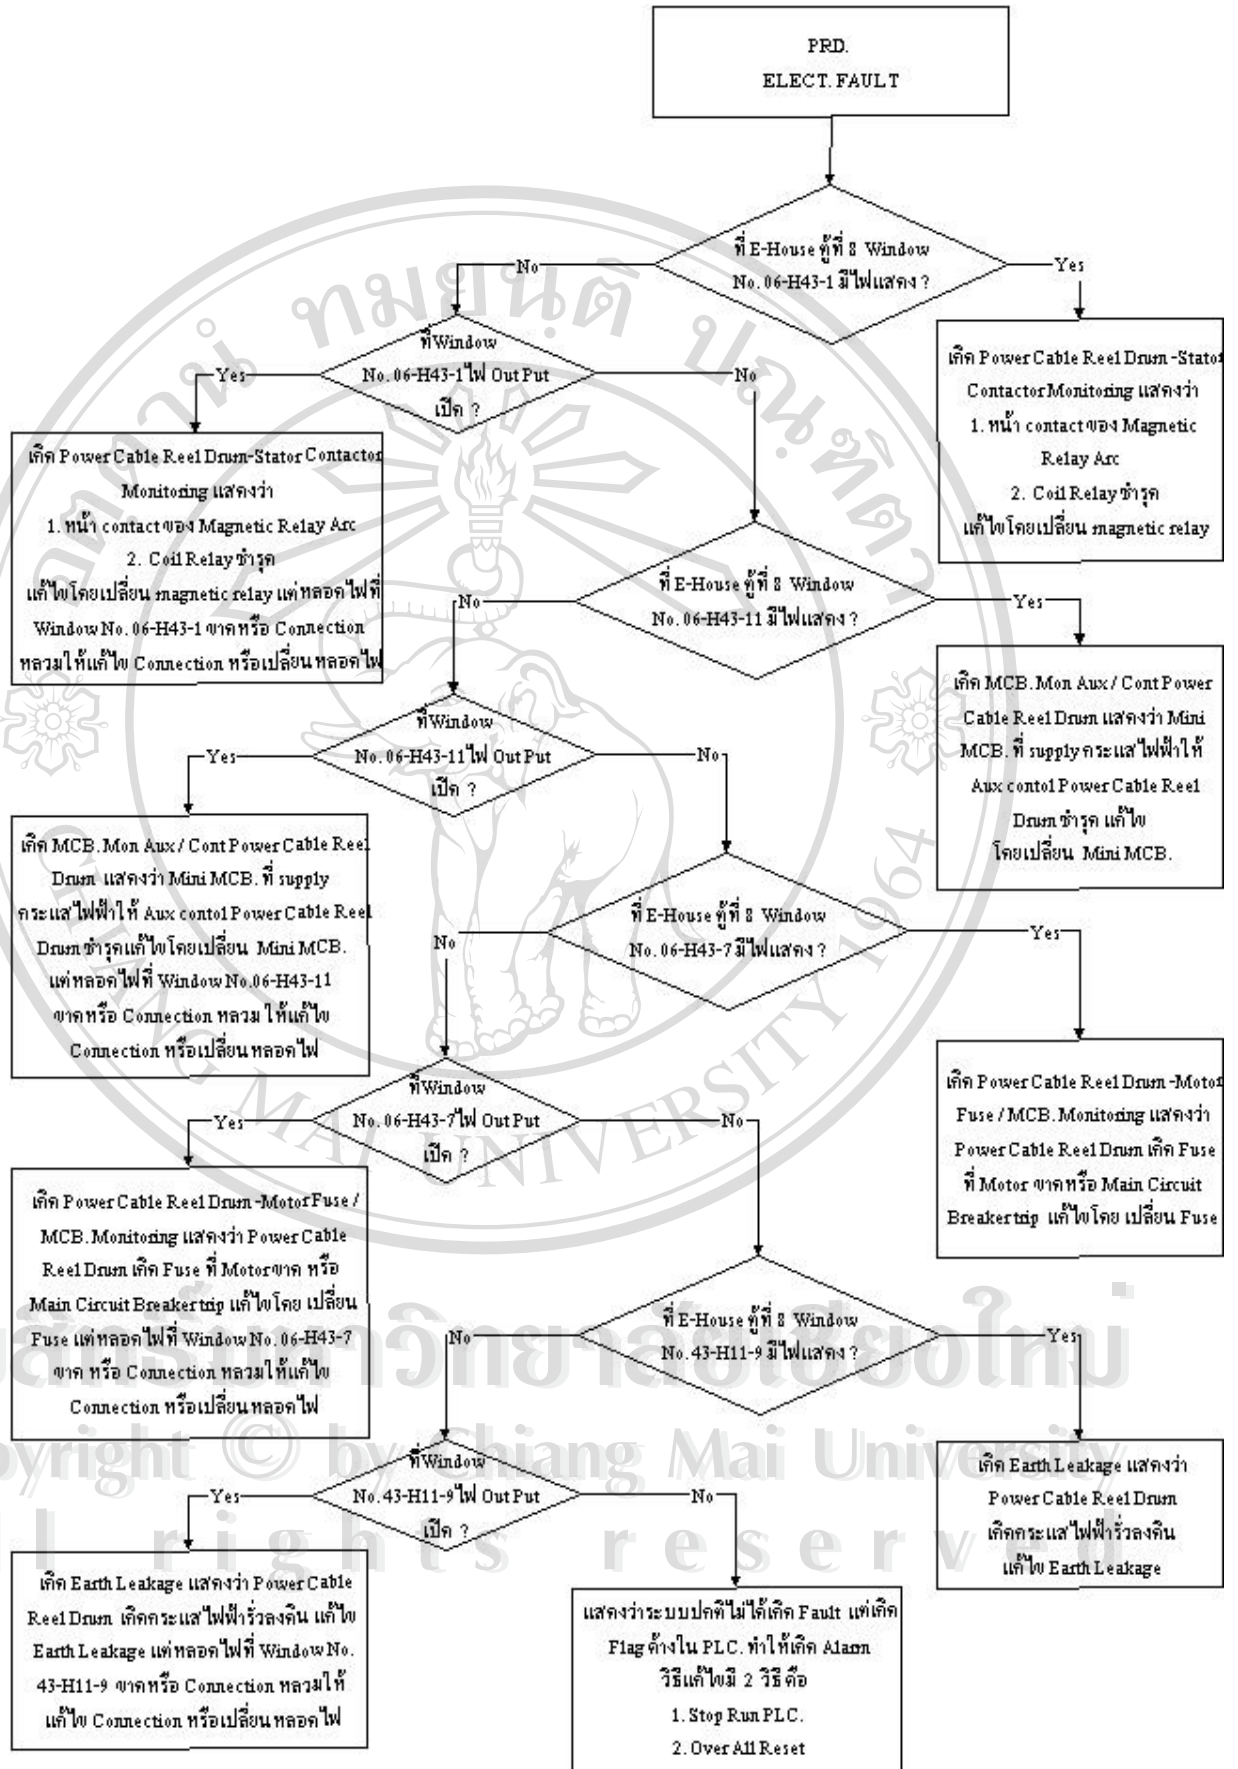 PRD.
ELECT. FAULT
ที่ E-House ตู้ที่ 8 Window
No. 06-H43-1 มีไฟแสดง ?
No
Yes
ที่ Window
No. 06-H43-1 ไฟ Out Put
เปิด ?
Yes
No
เกิด Power Cable Reel Drum -Stator
Contactor Monitoring แสดงว่า
1. หน้า contact ของ Magnetic
Relay Arc
2. Coil Relay ชำรุด
แก้ไขโดยเปลี่ยน magnetic relay
เกิด Power Cable Reel Drum-Stator Contactor
Monitoring แสดงว่า
1. หน้า contact ของ Magnetic Relay Arc
2. Coil Relay ชำรุด
แก้ไขโดยเปลี่ยน magnetic relay แต่หลอดไฟที่
Window No. 06-H43-1 ขาดหรือ Connection
หลวมให้แก้ไข Connection หรือเปลี่ยนหลอดไฟ
ที่ E-House ตู้ที่ 8 Window
No. 06-H43-11 มีไฟแสดง ?
No
Yes
ที่ Window
No. 06-H43-11 ไฟ Out Put
เปิด ?
Yes
No
เกิด MCB. Mon Aux / Cont Power
Cable Reel Drum แสดงว่า Mini
MCB. ที่ supply กระแสไฟฟ้าให้
Aux contol Power Cable Reel
Drum ชำรุด แก้ไข
โดยเปลี่ยน Mini MCB.
เกิด MCB. Mon Aux / Cont Power Cable Reel
Drum แสดงว่า Mini MCB. ที่ supply
กระแสไฟฟ้าให้ Aux contol Power Cable Reel
Drum ชำรุดแก้ไขโดยเปลี่ยน Mini MCB.
แต่หลอดไฟที่ Window No.06-H43-11
ขาดหรือ Connection หลวม ให้แก้ไข
Connection หรือเปลี่ยนหลอดไฟ
ที่ E-House ตู้ที่ 8 Window
No. 06-H43-7 มีไฟแสดง ?
No
Yes
ที่ Window
No. 06-H43-7 ไฟ Out Put
เปิด ?
Yes
No
เกิด Power Cable Reel Drum -Motor
Fuse / MCB. Monitoring แสดงว่า
Power Cable Reel Drum เกิด Fuse
ที่ Motor ขาดหรือ Main Circuit
Breaker trip แก้ไขโดย เปลี่ยน Fuse
เกิด Power Cable Reel Drum -Motor Fuse /
MCB. Monitoring แสดงว่า Power Cable
Reel Drum เกิด Fuse ที่ Motor ขาด หรือ
Main Circuit Breaker trip แก้ไขโดย เปลี่ยน
Fuse แต่หลอดไฟที่ Window No. 06-H43-7
ขาด หรือ Connection หลวมให้แก้ไข
Connection หรือเปลี่ยนหลอดไฟ
ที่ E-House ตู้ที่ 8 Window
No. 43-H11-9 มีไฟแสดง ?
No
Yes
ที่ Window
No. 43-H11-9 ไฟ Out Put
เปิด ?
Yes
No
เกิด Earth Leakage แสดงว่า
Power Cable Reel Drum
เกิดกระแสไฟฟ้ารั่วลงดิน
แก้ไข Earth Leakage
เกิด Earth Leakage แสดงว่า Power Cable
Reel Drum เกิดกระแสไฟฟ้ารั่วลงดิน แก้ไข
Earth Leakage แต่หลอดไฟที่ Window No.
43-H11-9 ขาดหรือ Connection หลวมให้
แก้ไข Connection หรือเปลี่ยนหลอดไฟ
แสดงว่าระบบปกติไม่ได้เกิด Fault แต่เกิด
Flag ค้างใน PLC. ทำให้เกิด Alarm
วิธีแก้ไขมี 2 วิธี คือ
1. Stop Run PLC.
2. Over All Reset
CHIANG MAI UNIVERSITY 1964
มหาวิทยาลัยเชียงใหม่
Copyright © by Chiang Mai University
All rights reserved